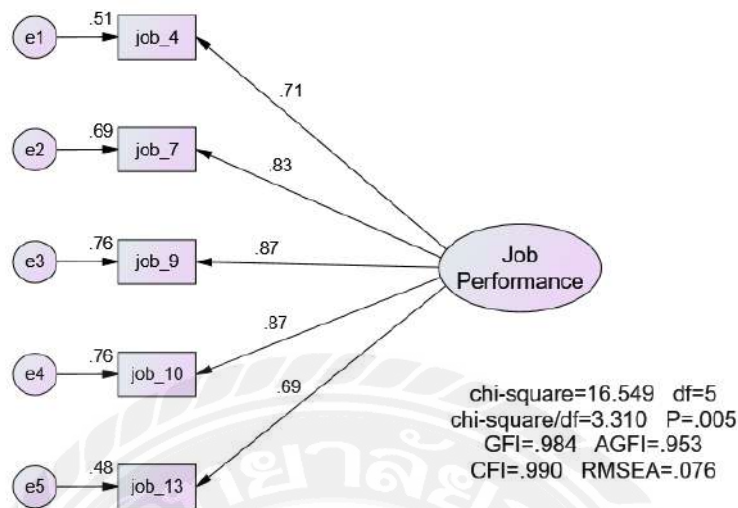 e1
.51
job_4
.71
e2
.69
job_7
.83
e3
.76
job_9
.87
Job
Performance
e4
.76
job_10
.87
e5
.48
job_13
.69
chi-square=16.549 df=5
chi-square/df=3.310 P=.005
GFI=.984 AGFI=.953
CFI=.990 RMSEA=.076